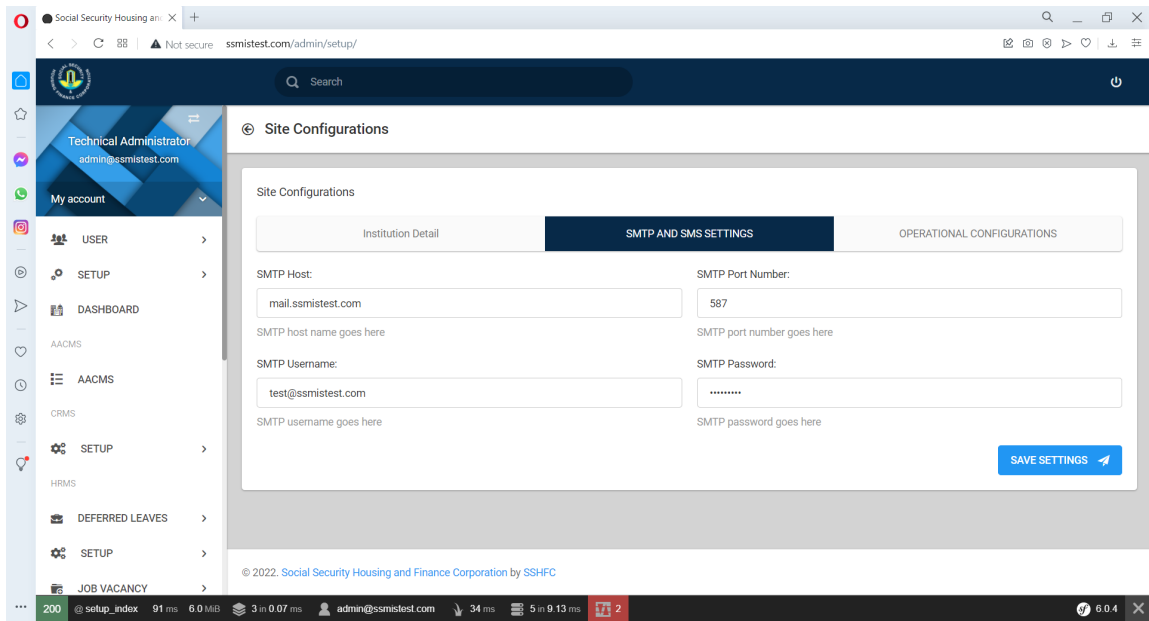 Social Security Housing and
Not secure
ssmistest.com/admin/setup/
Search
Technical Administrator
admin@ssmistest.com
My account
USER
SETUP
DASHBOARD
AACMS
AACMS
CRMS
SETUP
HRMS
DEFERRED LEAVES
SETUP
JOB VACANCY
Site Configurations
Site Configurations
Institution Detail
SMTP AND SMS SETTINGS
OPERATIONAL CONFIGURATIONS
SMTP Host:
SMTP Port Number:
mail.ssmistest.com
587
SMTP host name goes here
SMTP port number goes here
SMTP Username:
SMTP Password:
test@ssmistest.com
•••••••••
SMTP username goes here
SMTP password goes here
SAVE SETTINGS
© 2022. Social Security Housing and Finance Corporation by SSHFC
200 @ setup_index 91 ms 6.0 MiB 3 in 0.07 ms admin@ssmistest.com 34 ms 5 in 9.13 ms 2 sf 6.0.4